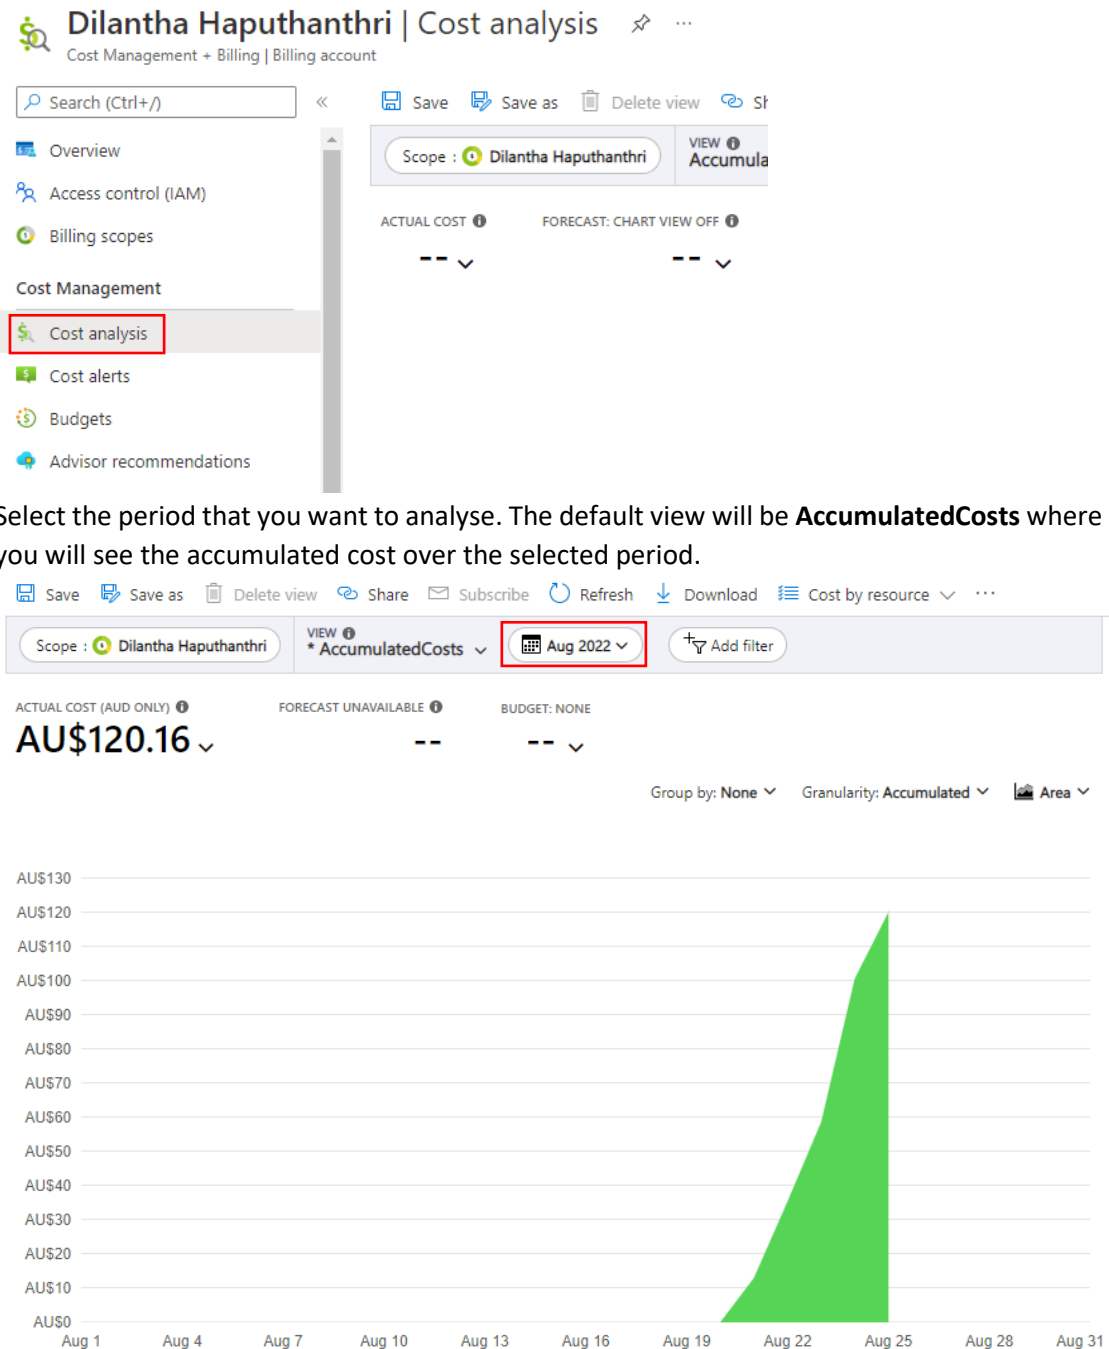 Dilantha Haputhanthri | Cost analysis ...
Cost Management + Billing | Billing account
Search (Ctrl+/) «
Save Save as Delete view
Overview
Scope : Dilantha Haputhanthri
VIEW
Accumula
Access control (IAM)
Billing scopes
ACTUAL COST FORECAST: CHART VIEW OFF
-- --
Cost Management
Cost analysis
Cost alerts
Budgets
Advisor recommendations
Select the period that you want to analyse. The default view will be AccumulatedCosts where
you will see the accumulated cost over the selected period.
Save Save as Delete view Share Subscribe Refresh Download Cost by resource ...
Scope : Dilantha Haputhanthri
VIEW
* AccumulatedCosts
Aug 2022
Add filter
ACTUAL COST (AUD ONLY) FORECAST UNAVAILABLE BUDGET: NONE
AU$120.16 -- --
Group by: None Granularity: Accumulated Area
AU$130
AU$120
AU$110
AU$100
AU$90
AU$80
AU$70
AU$60
AU$50
AU$40
AU$30
AU$20
AU$10
AU$0
Aug 1 Aug 4 Aug 7 Aug 10 Aug 13 Aug 16 Aug 19 Aug 22 Aug 25 Aug 28 Aug 31